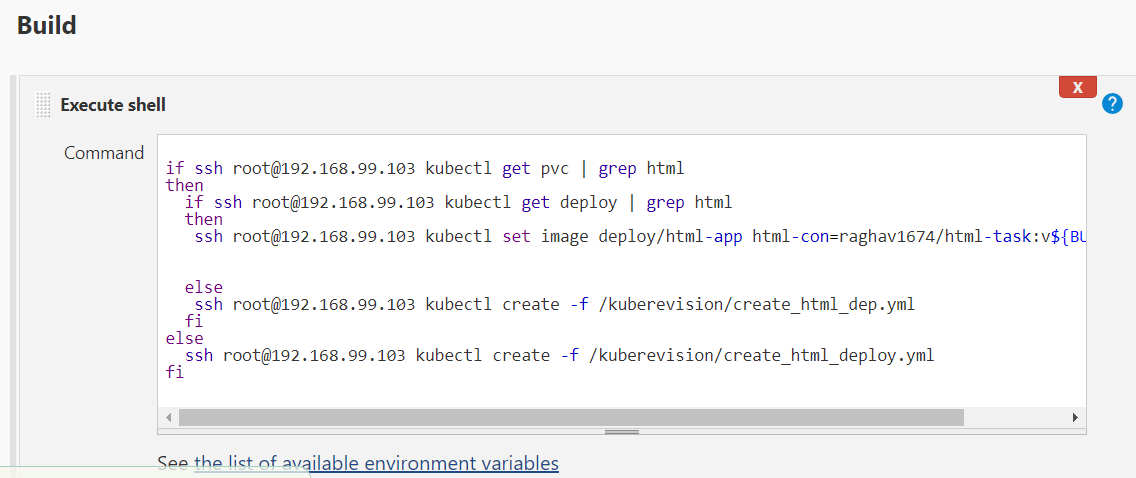 Build
X
Execute shell
?
Command
if ssh root@192.168.99.103 kubectl get pvc | grep html
then
if ssh root@192.168.99.103 kubectl get deploy | grep html
then
ssh root@192.168.99.103 kubectl set image deploy/html-app html-con=raghav1674/html-task:v${BU
else
ssh root@192.168.99.103 kubectl create -f /kuberevision/create_html_dep.yml
fi
else
ssh root@192.168.99.103 kubectl create -f /kuberevision/create_html_deploy.yml
fi
See the list of available environment variables